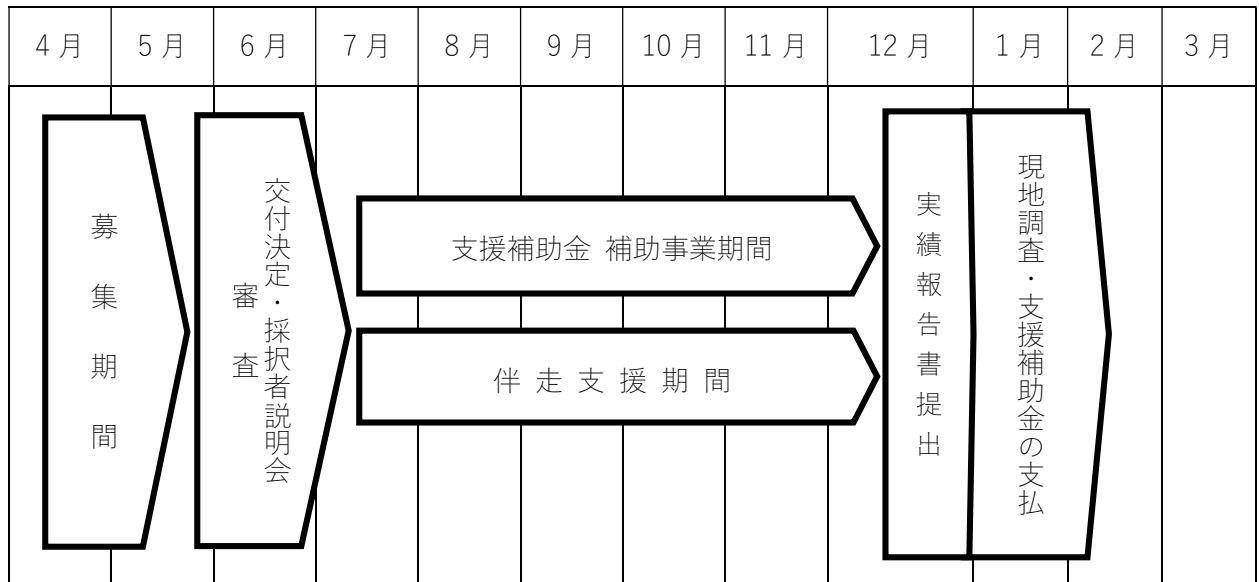 4月 5月 6月 7月 8月 9月 10月 11月 12月 1月 2月 3月
募集期間
審査
交付決定・採択者説明会
支援補助金 補助事業期間
伴走支援期間
実績報告書提出
現地調査・支援補助金の支払